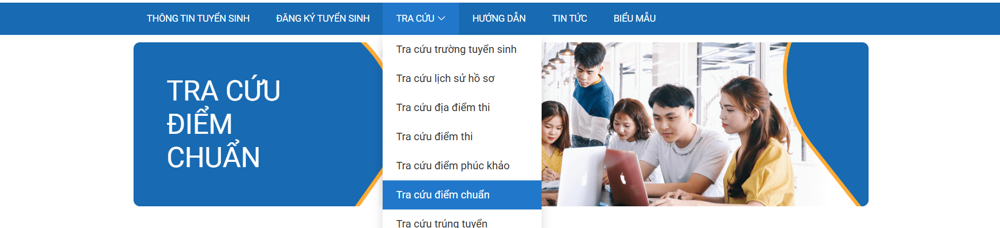 THÔNG TIN TUYỂN SINH
ĐĂNG KÝ TUYỂN SINH
TRA CỨU
HƯỚNG DẪN
TIN TỨC
BIỂU MẪU
TRA CỨU
ĐIỂM
CHUẨN
Tra cứu trường tuyển sinh
Tra cứu lịch sử hồ sơ
Tra cứu địa điểm thi
Tra cứu điểm thi
Tra cứu điểm phúc khảo
Tra cứu điểm chuẩn
Tra cứu trúng tuyển